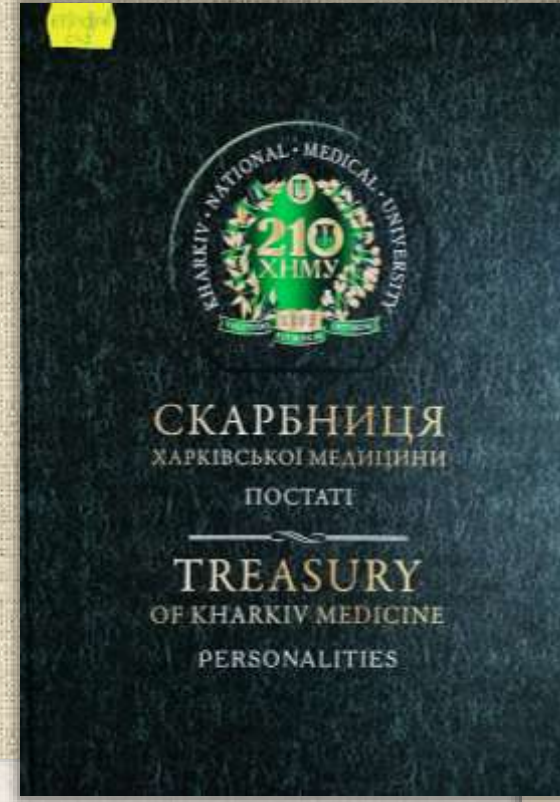 KHARKIV · NATIONAL · MEDICAL · UNIVERSITY
210
ХНМУ
СКАРБНИЦЯ
ХАРКІВСЬКОЇ МЕДИЦИНИ
ПОСТАТІ
TREASURY
OF KHARKIV MEDICINE
PERSONALITIES